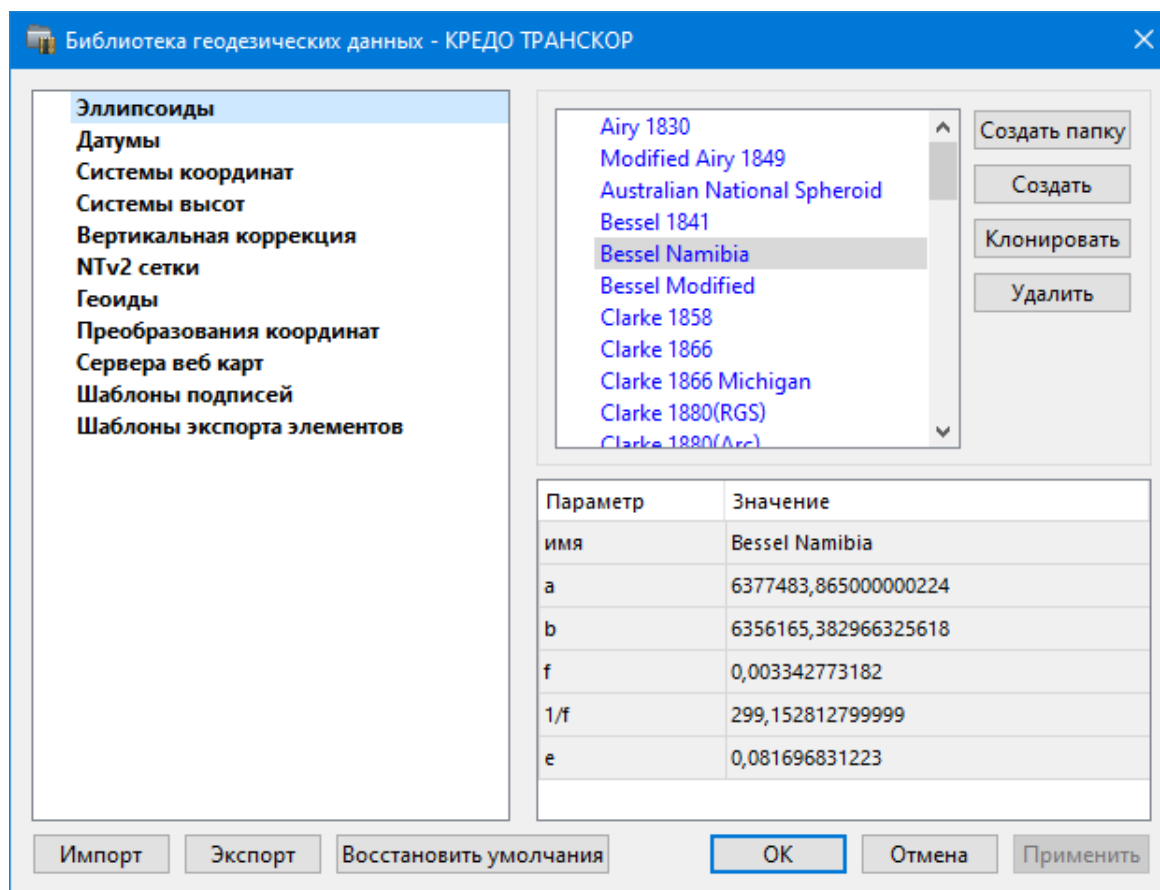 Библиотека геодезических данных - КРЕДО ТРАНСКОР
Эллипсоиды
Датумы
Системы координат
Системы высот
Вертикальная коррекция
NTv2 сетки
Геоиды
Преобразования координат
Сервера веб карт
Шаблоны подписей
Шаблоны экспорта элементов
Airy 1830
Modified Airy 1849
Australian National Spheroid
Bessel 1841
Bessel Namibia
Bessel Modified
Clarke 1858
Clarke 1866
Clarke 1866 Michigan
Clarke 1880(RGS)
Clarke 1880(Arc)
Создать папку
Создать
Клонировать
Удалить
Параметр Значение
имя Bessel Namibia
a 6377483,865000000224
b 6356165,382966325618
f 0,003342773182
1/f 299,152812799999
e 0,081696831223
Импорт Экспорт Восстановить умолчания OK Отмена Применить